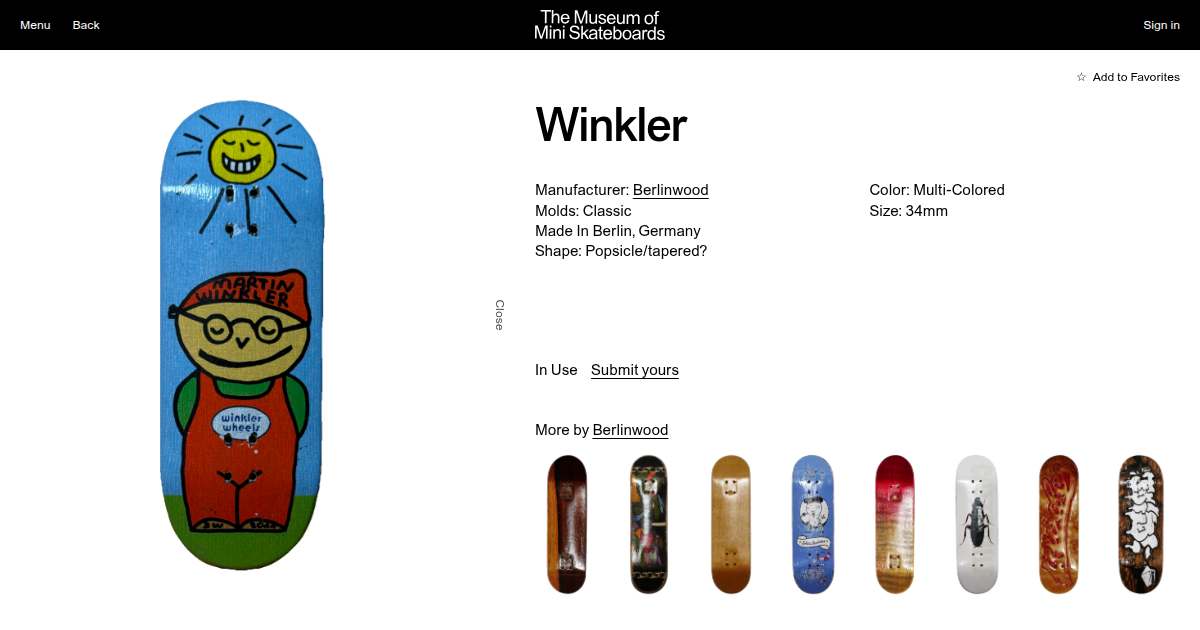 Menu
Back
The Museum of
Mini Skateboards
Sign in
☆ Add to Favorites
Winkler
Manufacturer: Berlinwood
Molds: Classic
Made In Berlin, Germany
Shape: Popsicle/tapered?
Color: Multi-Colored
Size: 34mm
MARTIN
WINKLER
winkler
wheels
Close
In Use
Submit yours
More by Berlinwood